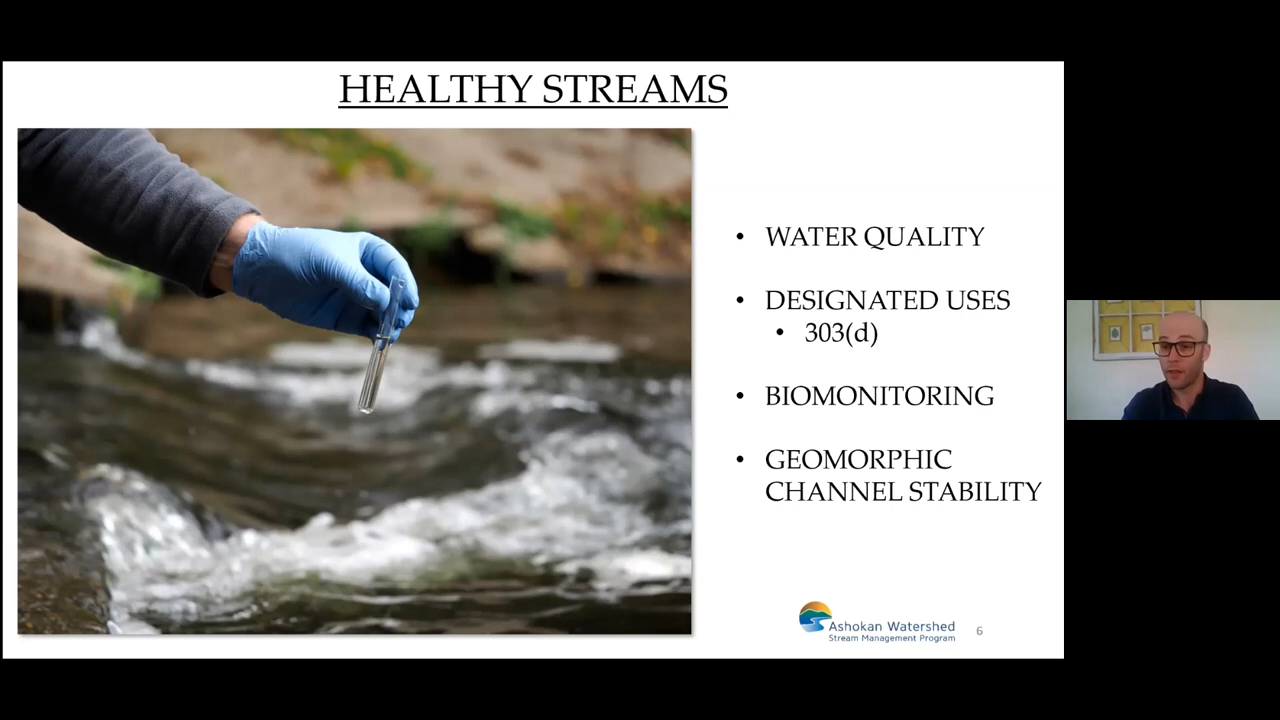 HEALTHY STREAMS
• WATER QUALITY
• DESIGNATED USES
• 303(d)
• BIOMONITORING
• GEOMORPHIC
CHANNEL STABILITY
Ashokan Watershed
Stream Management Program
6